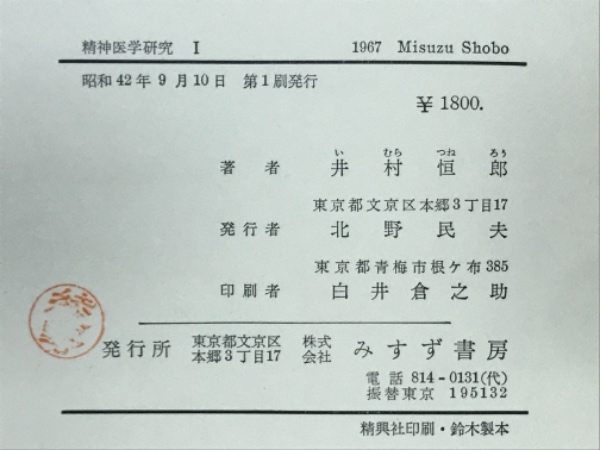 精神医学研究 I 1967 Misuzu Shobo
昭和42年9月10日 第1刷発行
¥1800.
い むら つね ろう
著者 井村恒郎
東京都文京区本郷3丁目17
発行者 北野民夫
東京都青梅市根ケ布385
印刷者 白井倉之助
発行所 東京都文京区本郷3丁目17 株式会社 みすず書房
電話 814-0131(代)
振替東京 195132
精興社印刷・鈴木製本